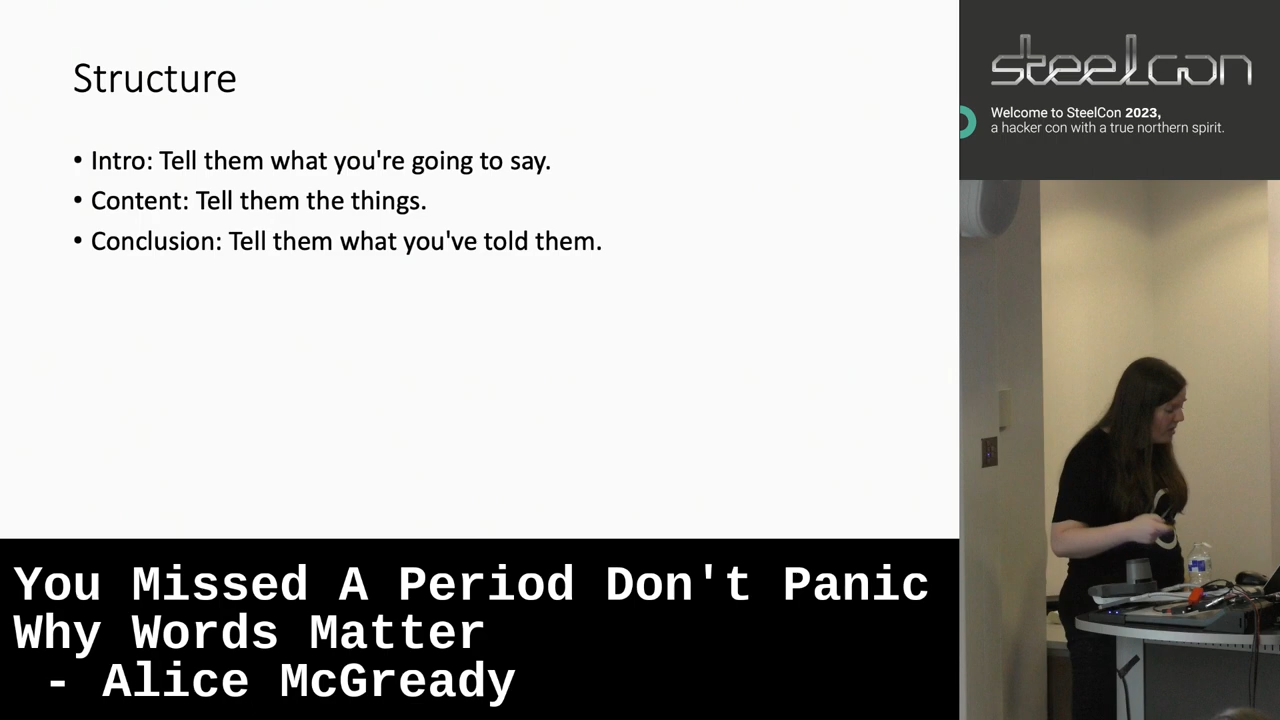 Structure
• Intro: Tell them what you're going to say.
• Content: Tell them the things.
• Conclusion: Tell them what you've told them.
steelcon
Welcome to SteelCon 2023,
a hacker con with a true northern spirit.
You Missed A Period Don't Panic
Why Words Matter
- Alice McGready